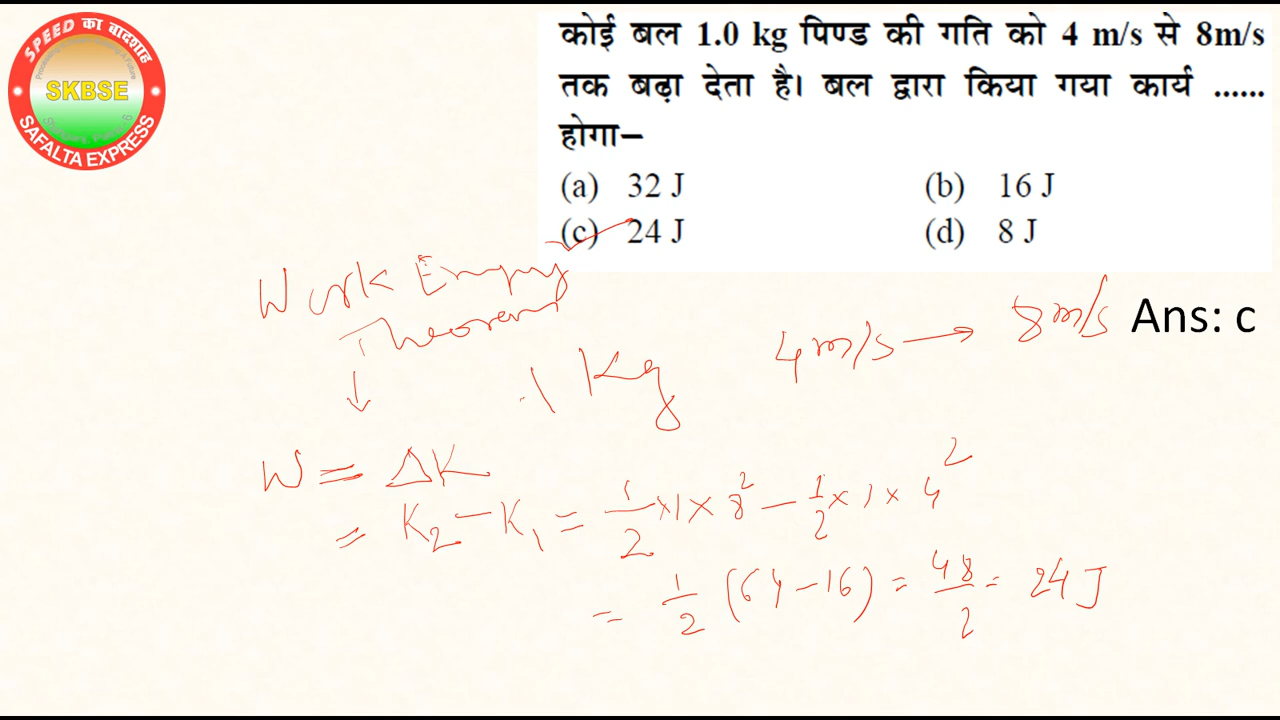 SPEED का बादशाह
SKBSE
SAFALTA EXPRESS
कोई बल 1.0 kg पिण्ड की गति को 4 m/s से 8m/s
तक बढ़ा देता है। बल द्वारा किया गया कार्य ......
होगा–
(a) 32 J (b) 16 J
(c) 24 J (d) 8 J
Work Energy
Theorem
1 Kg 4 m/s → 8 m/s Ans: c
W = ΔK
= K₂ – K₁ = 1/2 × 1 × 8² – 1/2 × 1 × 4²
= 1/2 (64 – 16) = 48/2 = 24 J